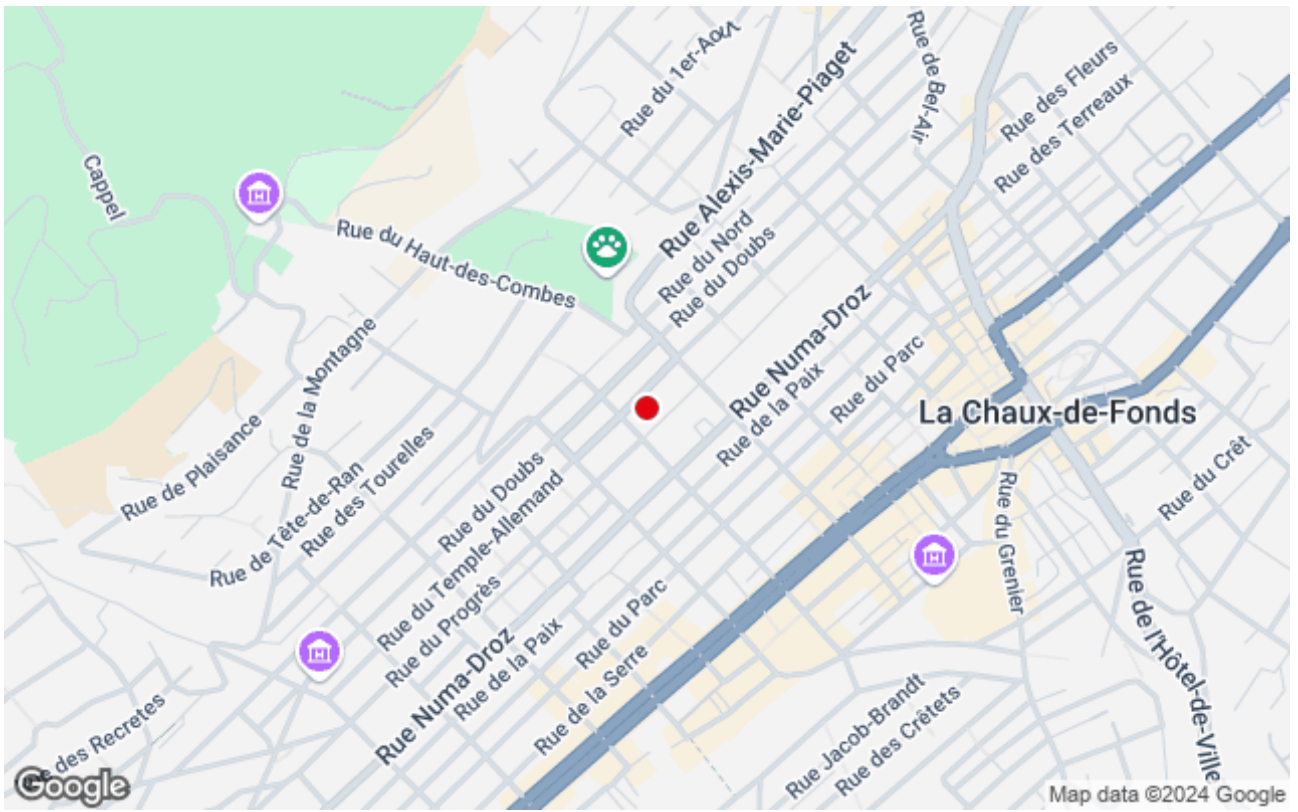 Rue du 1er-Août
Rue Alexis-Marie-Piaget
Rue de Bel-Air
Rue des Fleurs
Rue des Terreaux
Cappel
Rue du Haut-des-Combes
Rue du Nord
Rue du Doubs
Rue Numa-Droz
Rue de la Paix
Rue du Parc
La Chaux-de-Fonds
Rue de la Montagne
Rue de Plaisance
Rue de Tête-de-Ran
Rue des Tourelles
Rue du Doubs
Rue du Temple-Allemand
Rue du Progrès
Rue Numa-Droz
Rue de la Paix
Rue du Parc
Rue de la Serre
Rue du Crêt
Rue du Grenier
Rue de l'Hôtel-de-Ville
Rue Jacob-Brandt
Rue des Crêtets
Rue des Recretes
Google
Map data ©2024 Google